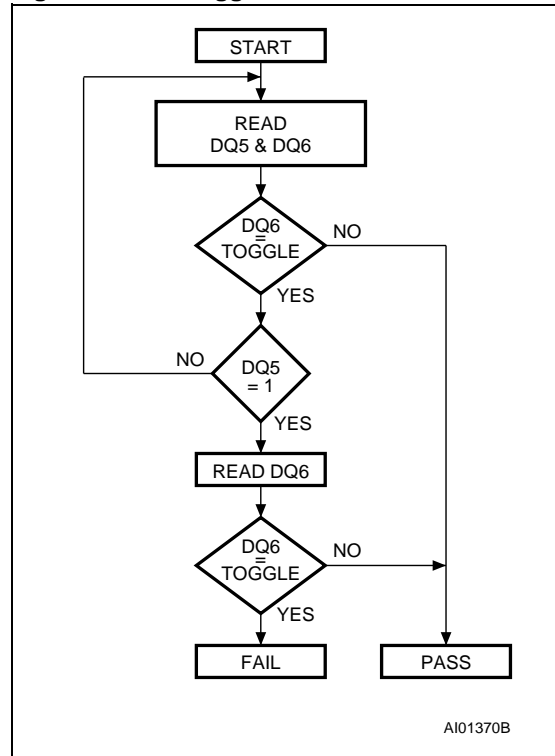 START
READ
DQ5 & DQ6
DQ6
=
TOGGLE
NO
YES
NO
DQ5
= 1
YES
READ DQ6
DQ6
=
TOGGLE
NO
YES
FAIL
PASS
AI01370B